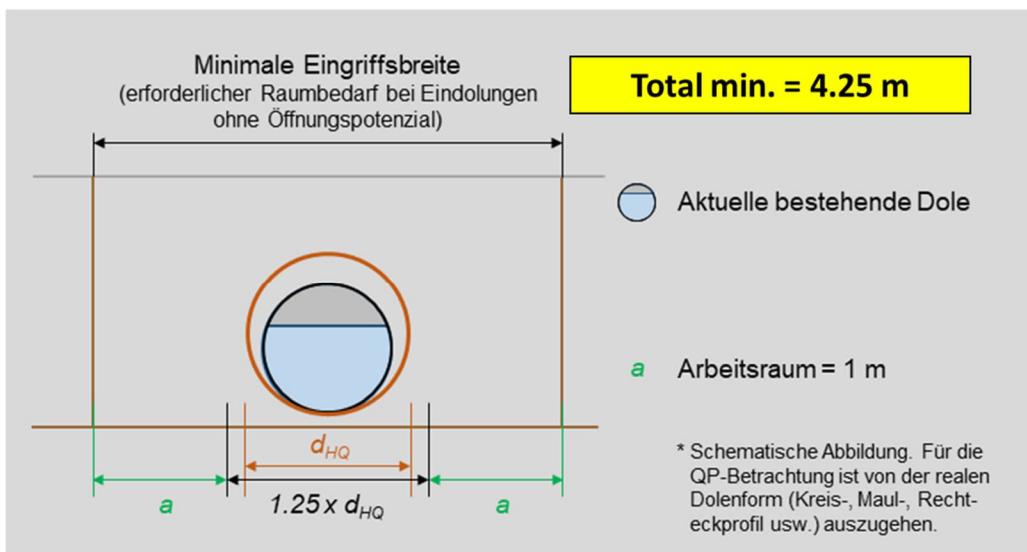 Minimale Eingriffsbreite
(erforderlicher Raumbedarf bei Eindolungen
ohne Öffnungspotenzial)
Total min. = 4.25 m
Aktuelle bestehende Dole
a Arbeitsraum = 1 m
d_HQ
a
1.25 x d_HQ
a
* Schematische Abbildung. Für die
QP-Betrachtung ist von der realen
Dolenform (Kreis-, Maul-, Recht-
eckprofil usw.) auszugehen.